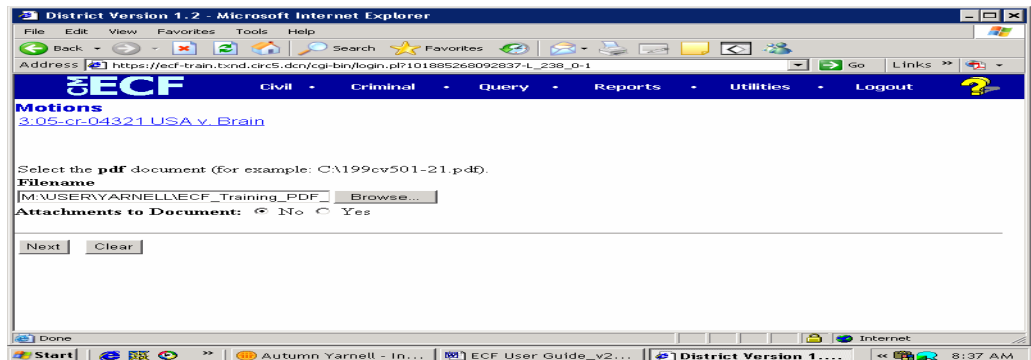 District Version 1.2 - Microsoft Internet Explorer
File Edit View Favorites Tools Help
Back Search Favorites
Address https://ecf-train.txnd.circ5.dcn/cgi-bin/login.pl?101885268092837-L_238_0-1 Go Links »
CM ECF Civil • Criminal • Query • Reports • Utilities • Logout ?
Motions
3:05-cr-04321 USA v. Brain
Select the pdf document (for example: C:\199cv501-21.pdf).
Filename
M:\USER\YARNELL\ECF_Training_PDF_ Browse...
Attachments to Document: No Yes
Next Clear
Done Internet
Start » Autumn Yarnell - In... ECF User Guide_v2... District Version 1.... « 8:37 AM